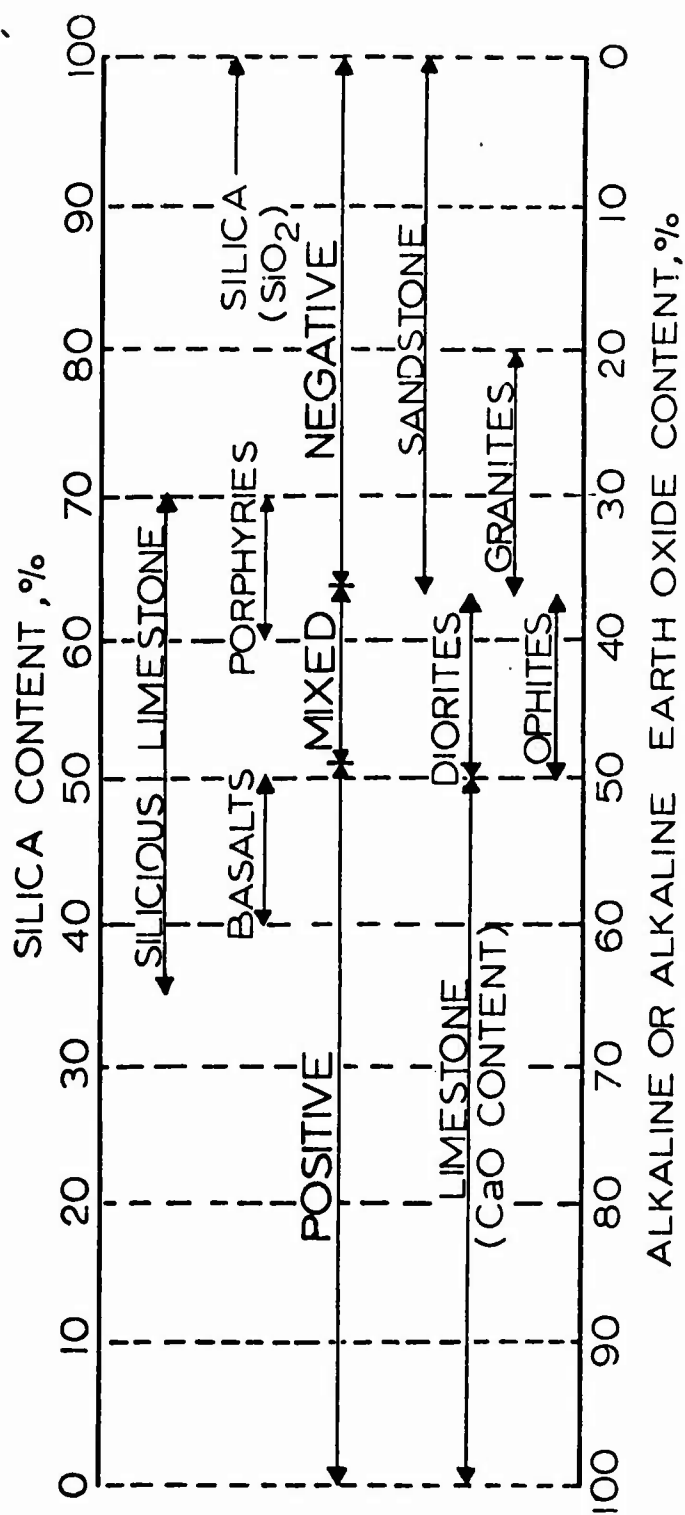 SILICA CONTENT, %
0 10 20 30 40 50 60 70 80 90 100
SILICIOUS LIMESTONE
BASALTS PORPHYRIES SILICA
(SiO2)
POSITIVE MIXED NEGATIVE
SANDSTONE
LIMESTONE DIORITES
(CaO CONTENT) GRANITES
OPHITES
100 90 80 70 60 50 40 30 20 10 0
ALKALINE OR ALKALINE EARTH OXIDE CONTENT, %